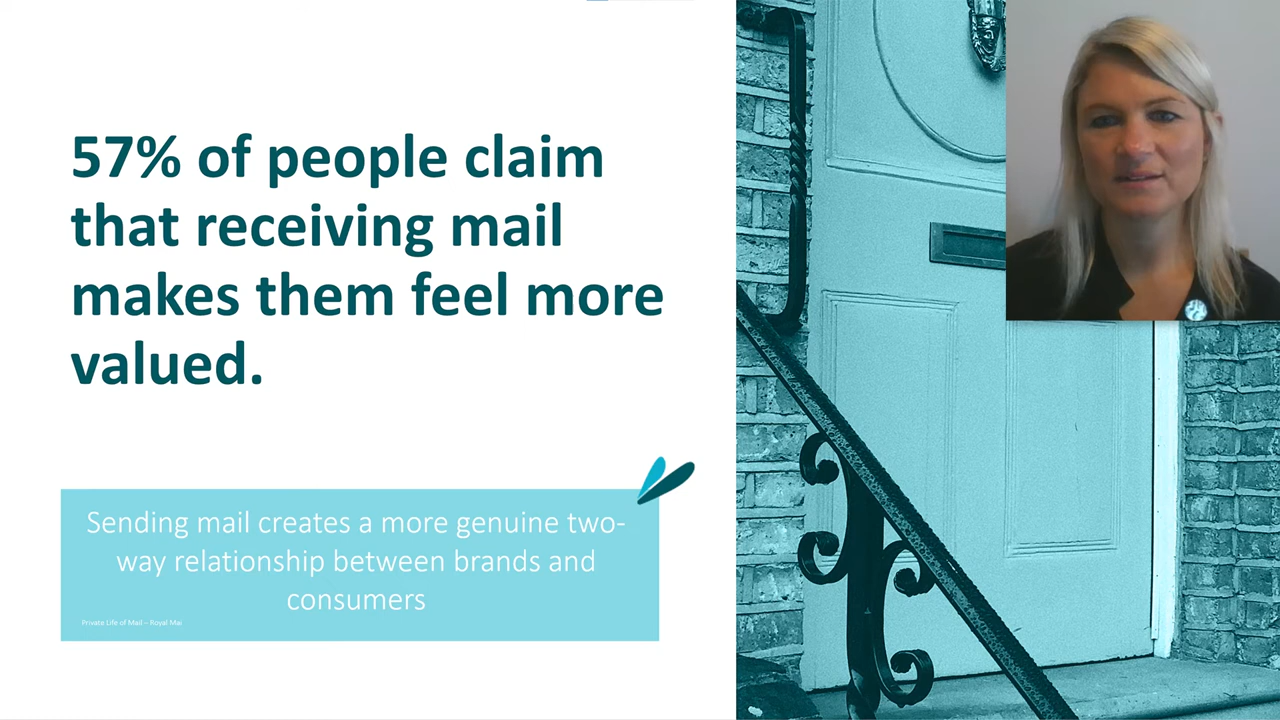 57% of people claim
that receiving mail
makes them feel more
valued.
Sending mail creates a more genuine two-
way relationship between brands and
consumers
Private Life of Mail – Royal Mai